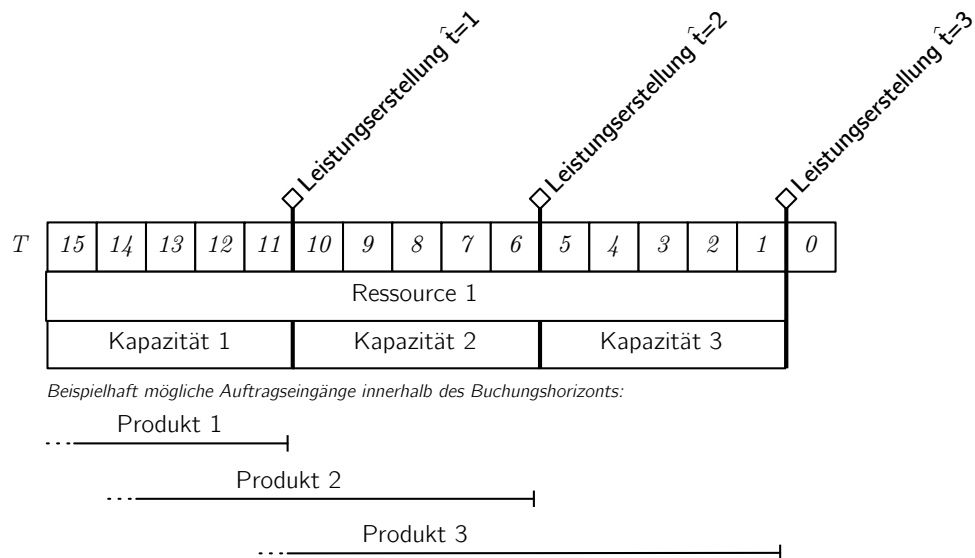 Leistungserstellung t̂=1
Leistungserstellung t̂=2
Leistungserstellung t̂=3
T 15 14 13 12 11 10 9 8 7 6 5 4 3 2 1 0
Ressource 1
Kapazität 1 Kapazität 2 Kapazität 3
Beispielhaft mögliche Auftragseingänge innerhalb des Buchungshorizonts:
Produkt 1
Produkt 2
Produkt 3